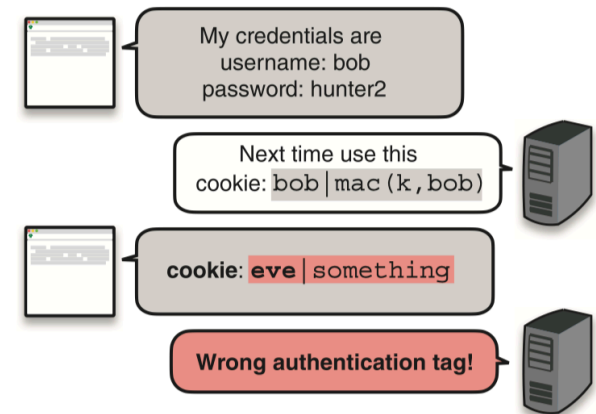 My credentials are
username: bob
password: hunter2
Next time use this
cookie: bob|mac(k,bob)
cookie: eve|something
Wrong authentication tag!